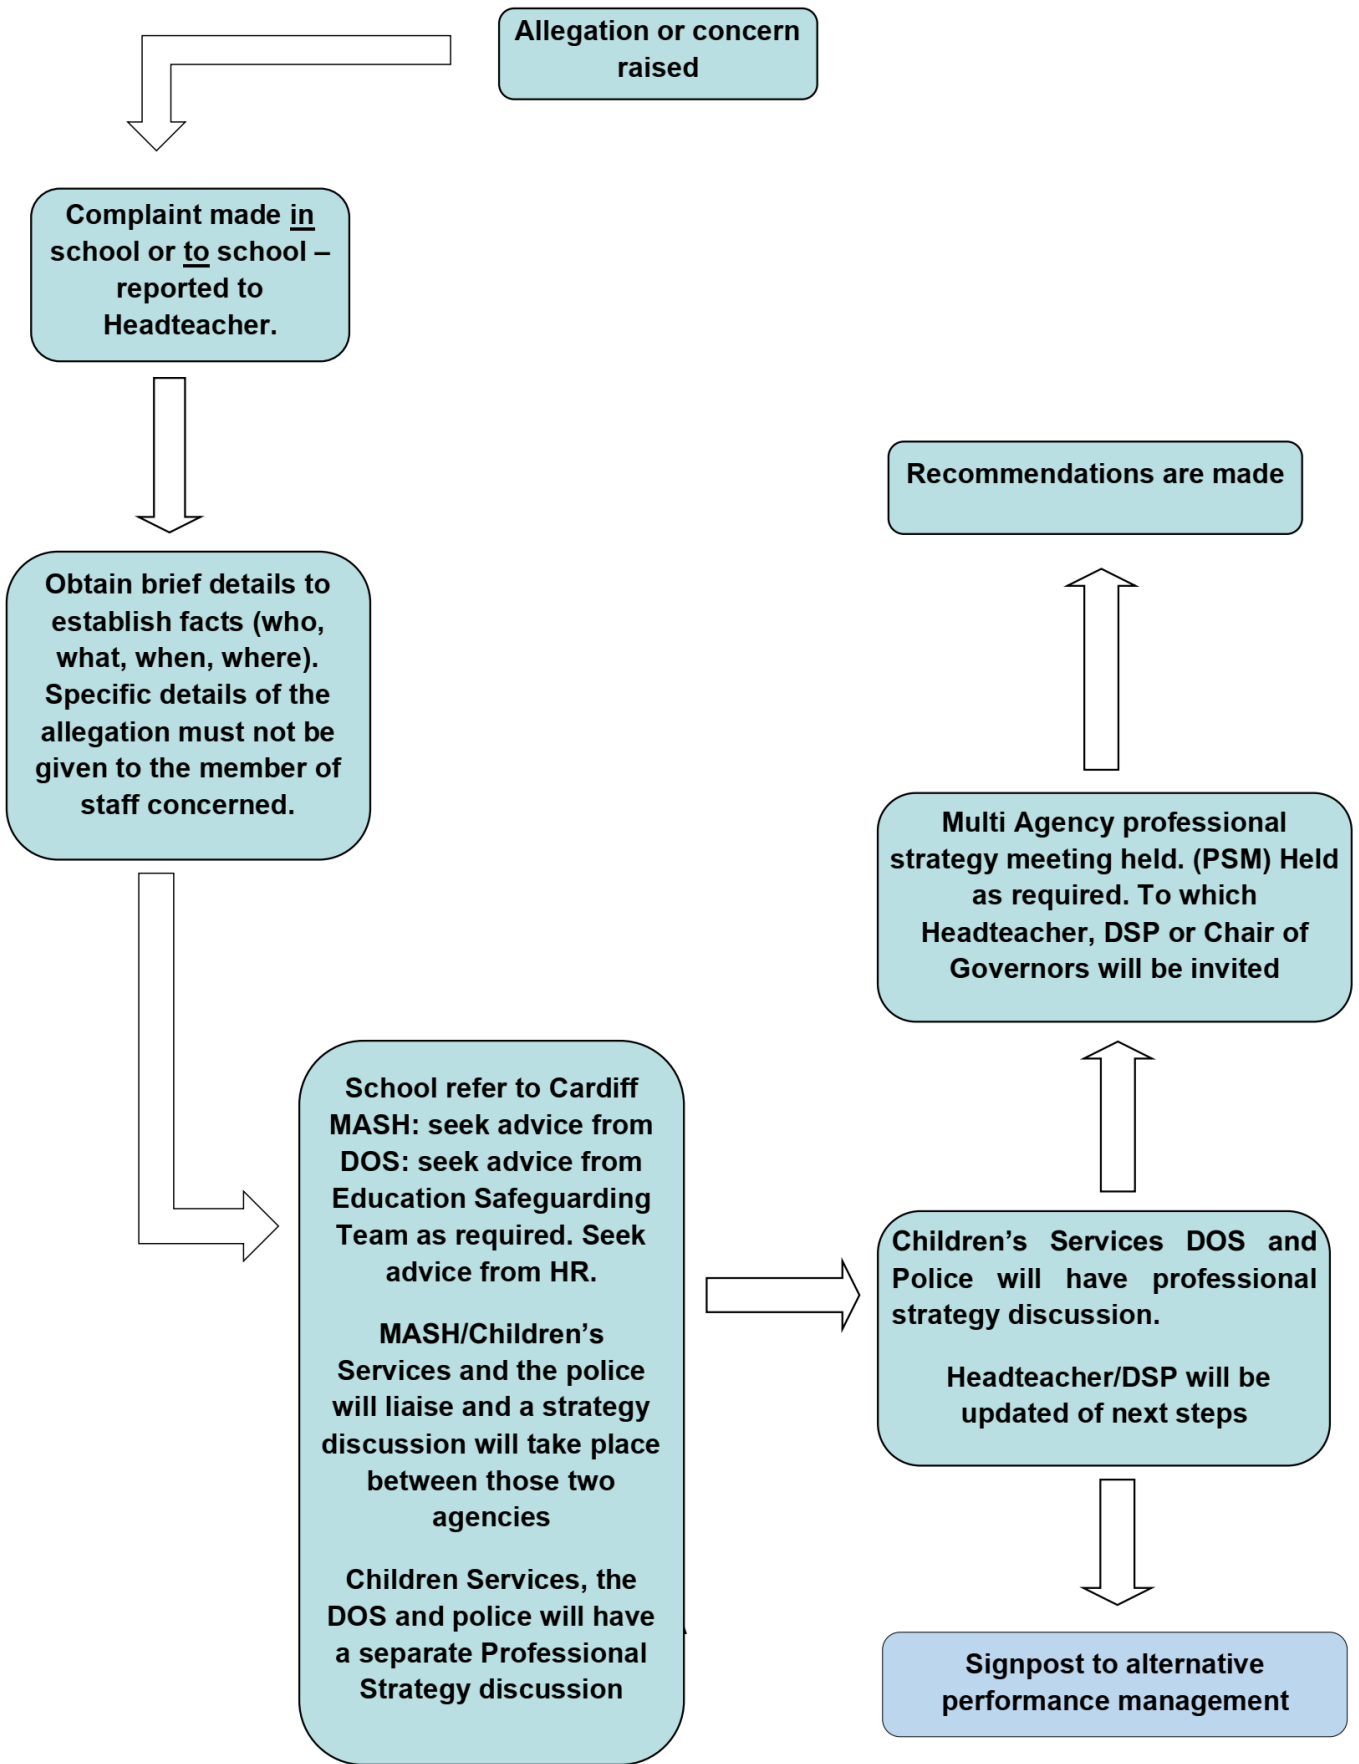 Allegation or concern
raised
Complaint made in
school or to school –
reported to
Headteacher.
Obtain brief details to
establish facts (who,
what, when, where).
Specific details of the
allegation must not be
given to the member of
staff concerned.
School refer to Cardiff
MASH: seek advice from
DOS: seek advice from
Education Safeguarding
Team as required. Seek
advice from HR.
MASH/Children’s
Services and the police
will liaise and a strategy
discussion will take place
between those two
agencies
Children Services, the
DOS and police will have
a separate Professional
Strategy discussion
Children’s Services DOS and
Police will have professional
strategy discussion.
Headteacher/DSP will be
updated of next steps
Multi Agency professional
strategy meeting held. (PSM) Held
as required. To which
Headteacher, DSP or Chair of
Governors will be invited
Recommendations are made
Signpost to alternative
performance management